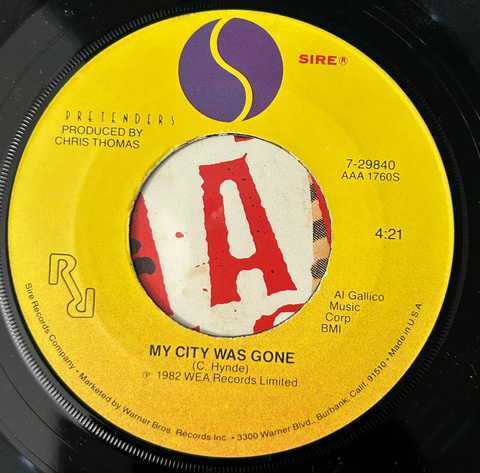 SIRE®
PRETENDERS
PRODUCED BY
CHRIS THOMAS
7-29840
AAA 1760S
4:21
A
Al Gallico
Music
Corp
BMI
MY CITY WAS GONE
(C. Hynde)
℗ 1982 WEA Records Limited
Sire Records Company • Marketed by Warner Bros. Records Inc. • 3300 Warner Blvd., Burbank, Calif. 91510 • Made in U.S.A.